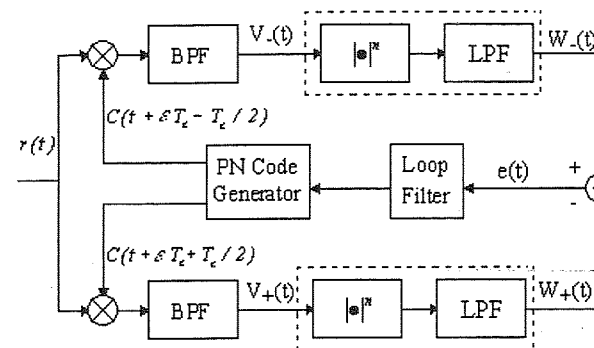 V_(t)
W_(t)
BPF
|●|ⁿ
LPF
C(t + εT_c − T_c/2)
r(t)
PN Code
Generator
Loop
Filter
e(t)
+
-
C(t + εT_c + T_c/2)
V+(t)
W+(t)
BPF
|●|ⁿ
LPF